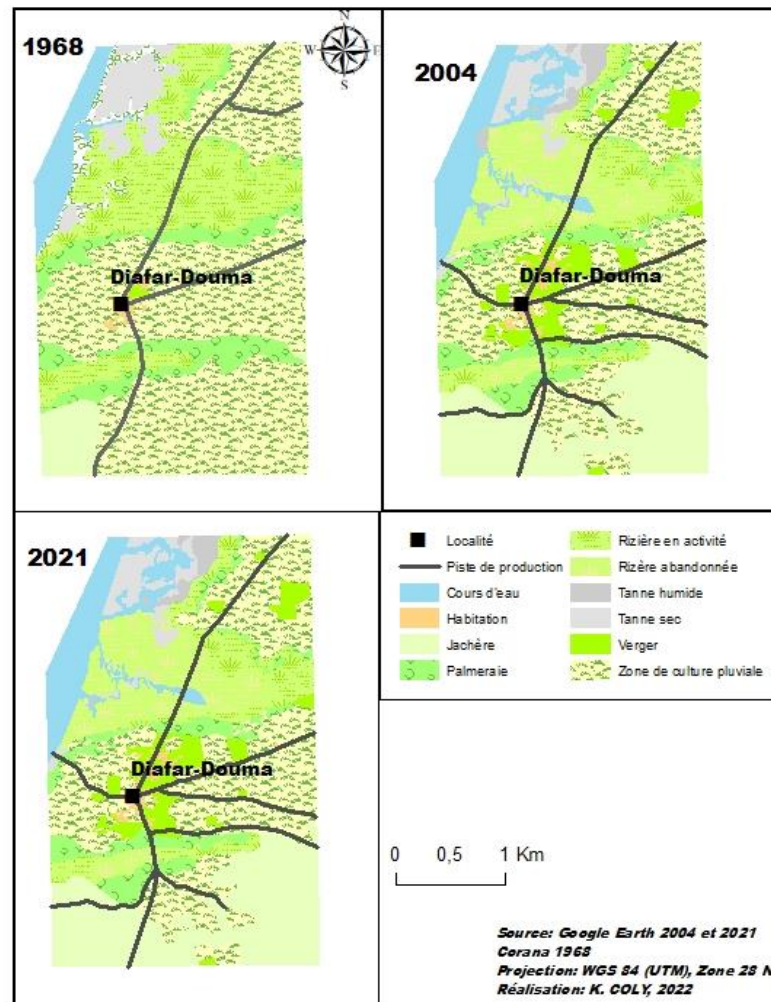 1968
N
W
E
S
Diafar-Douma
2004
Diafar-Douma
2021
Diafar-Douma
Localité
Piste de production
Cours d'eau
Habitation
Jachère
Palmeraie
Rizière en activité
Rizère abandonnée
Tanne humide
Tanne sec
Verger
Zone de culture pluviale
0 0,5 1 Km
Source: Google Earth 2004 et 2021
Corana 1968
Projection: WGS 84 (UTM), Zone 28 N
Réalisation: K. COLY, 2022